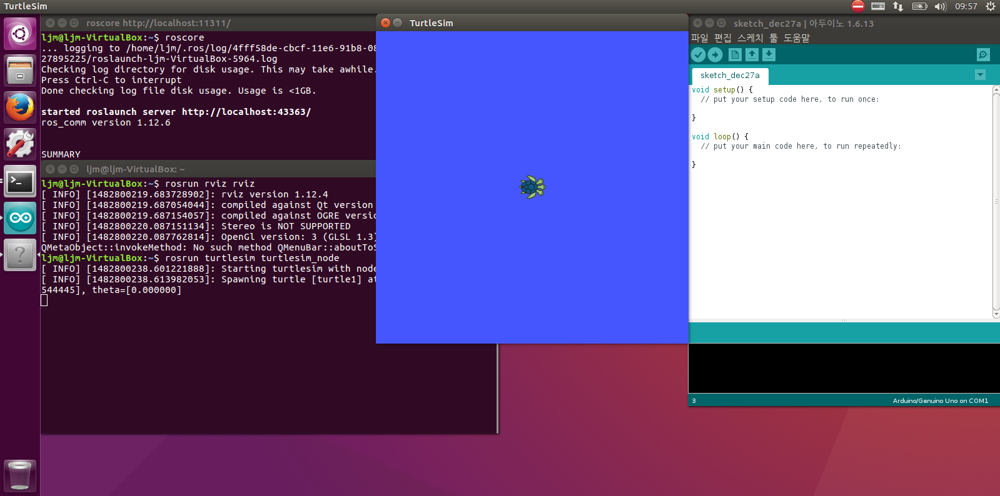 TurtleSim
09:57
roscore http://localhost:11311/
ljm@ljm-VirtualBox:~$ roscore
... logging to /home/ljm/.ros/log/4fff58de-cbcf-11e6-91b8-08
27895225/roslaunch-ljm-VirtualBox-5964.log
Checking log directory for disk usage. This may take awhile.
Press Ctrl-C to interrupt
Done checking log file disk usage. Usage is <1GB.
started roslaunch server http://localhost:43363/
ros_comm version 1.12.6
SUMMARY
ljm@ljm-VirtualBox: ~
ljm@ljm-VirtualBox:~$ rosrun rviz rviz
[ INFO] [1482800219.683728902]: rviz version 1.12.4
[ INFO] [1482800219.687054044]: compiled against Qt version
[ INFO] [1482800219.687154057]: compiled against OGRE versio
[ INFO] [1482800220.087151134]: Stereo is NOT SUPPORTED
[ INFO] [1482800220.087762814]: OpenGl version: 3 (GLSL 1.3)
QMetaObject::invokeMethod: No such method QMenuBar::aboutToS
ljm@ljm-VirtualBox:~$ rosrun turtlesim turtlesim_node
[ INFO] [1482800238.601221888]: Starting turtlesim with node
[ INFO] [1482800238.613982053]: Spawning turtle [turtle1] at
544445], theta=[0.000000]
TurtleSim
sketch_dec27a | 아두이노 1.6.13
파일 편집 스케치 툴 도움말
sketch_dec27a
void setup() {
// put your setup code here, to run once:
}
void loop() {
// put your main code here, to run repeatedly:
}
3
Arduino/Genuino Uno on COM1